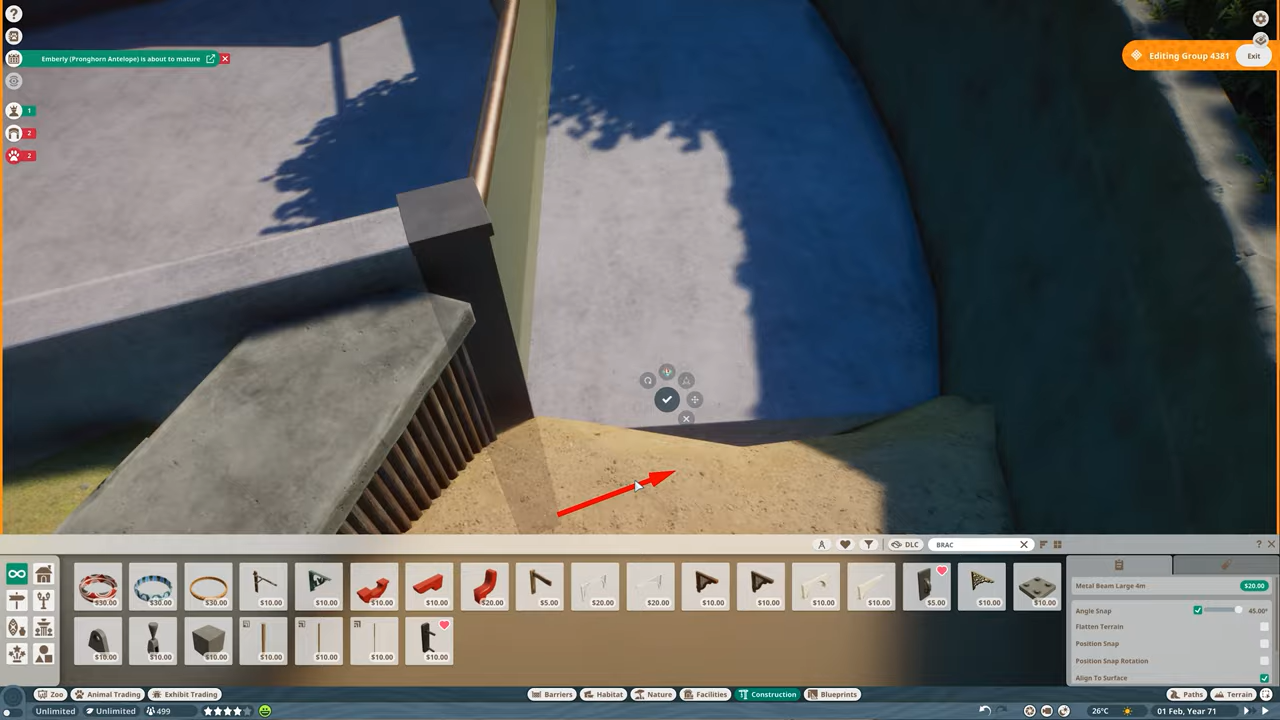 Emberly (Pronghorn Antelope) is about to mature
Editing Group 4381
Exit
1
2
2
DLC
BRAC
$30.00
$30.00
$30.00
$10.00
$10.00
$10.00
$10.00
$20.00
$5.00
$20.00
$20.00
$10.00
$10.00
$10.00
$10.00
$5.00
$10.00
$10.00
$10.00
$10.00
$10.00
$10.00
$10.00
$10.00
$10.00
Metal Beam Large 4m
$20.00
Angle Snap
45.00°
Flatten Terrain
Position Snap
Position Snap Rotation
Align To Surface
Zoo
Animal Trading
Exhibit Trading
Barriers
Habitat
Nature
Facilities
Construction
Blueprints
Paths
Terrain
Unlimited
Unlimited
499
26°C
01 Feb, Year 71